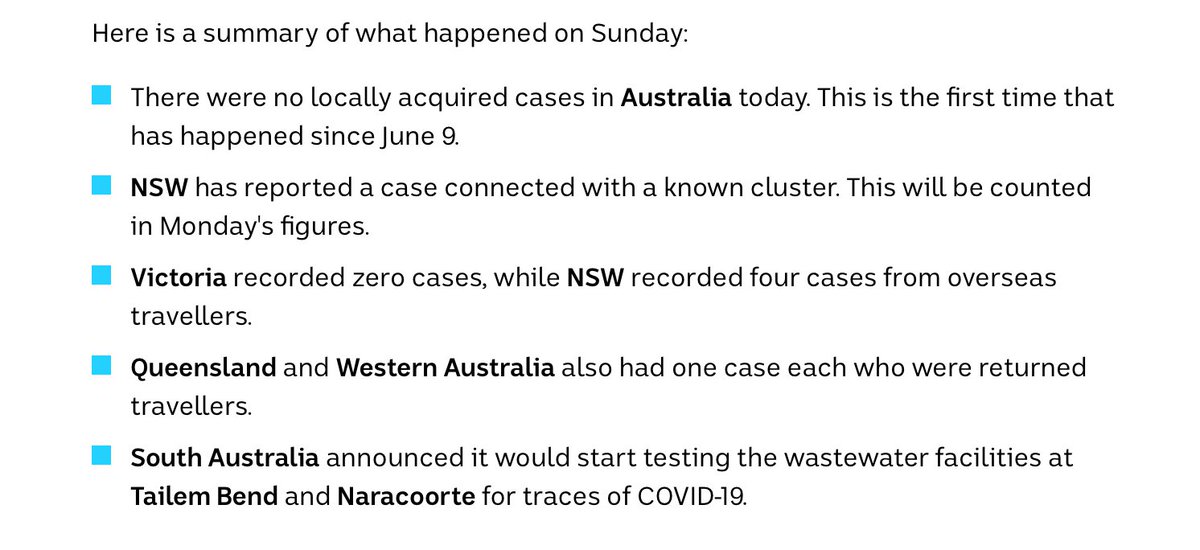 Here is a summary of what happened on Sunday:
There were no locally acquired cases in Australia today. This is the first time that
has happened since June 9.
NSW has reported a case connected with a known cluster. This will be counted
in Monday's figures.
Victoria recorded zero cases, while NSW recorded four cases from overseas
travellers.
Queensland and Western Australia also had one case each who were returned
travellers.
South Australia announced it would start testing the wastewater facilities at
Tailem Bend and Naracoorte for traces of COVID-19.